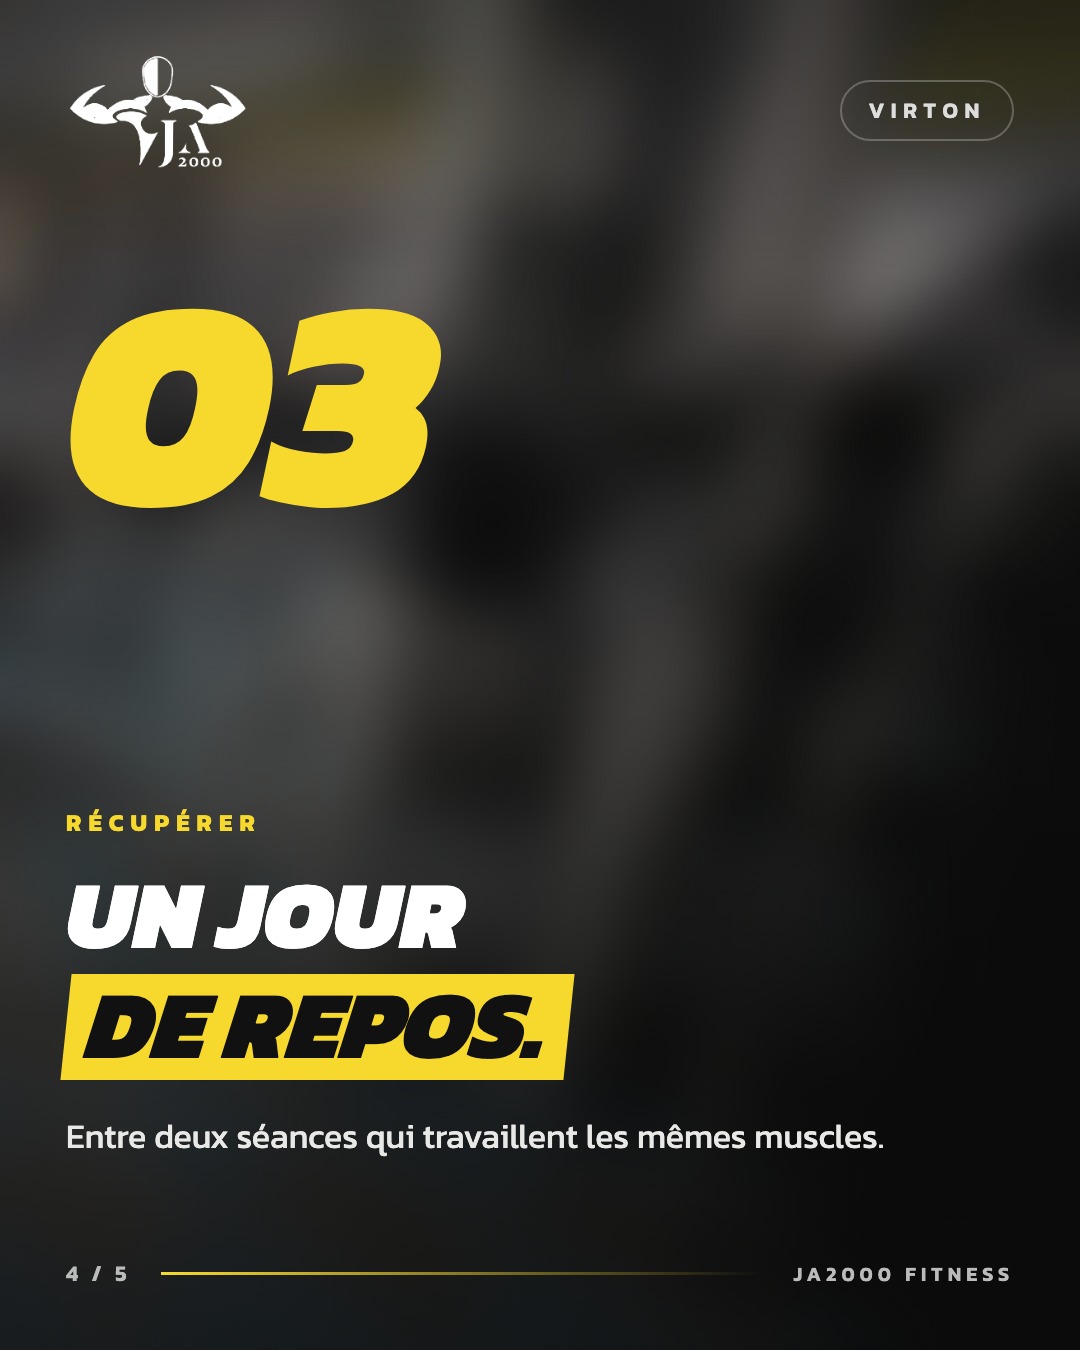 JA
2000
VIRTON
03
RÉCUPÉRER
UN JOUR
DE REPOS.
Entre deux séances qui travaillent les mêmes muscles.
4 / 5
JA2000 FITNESS